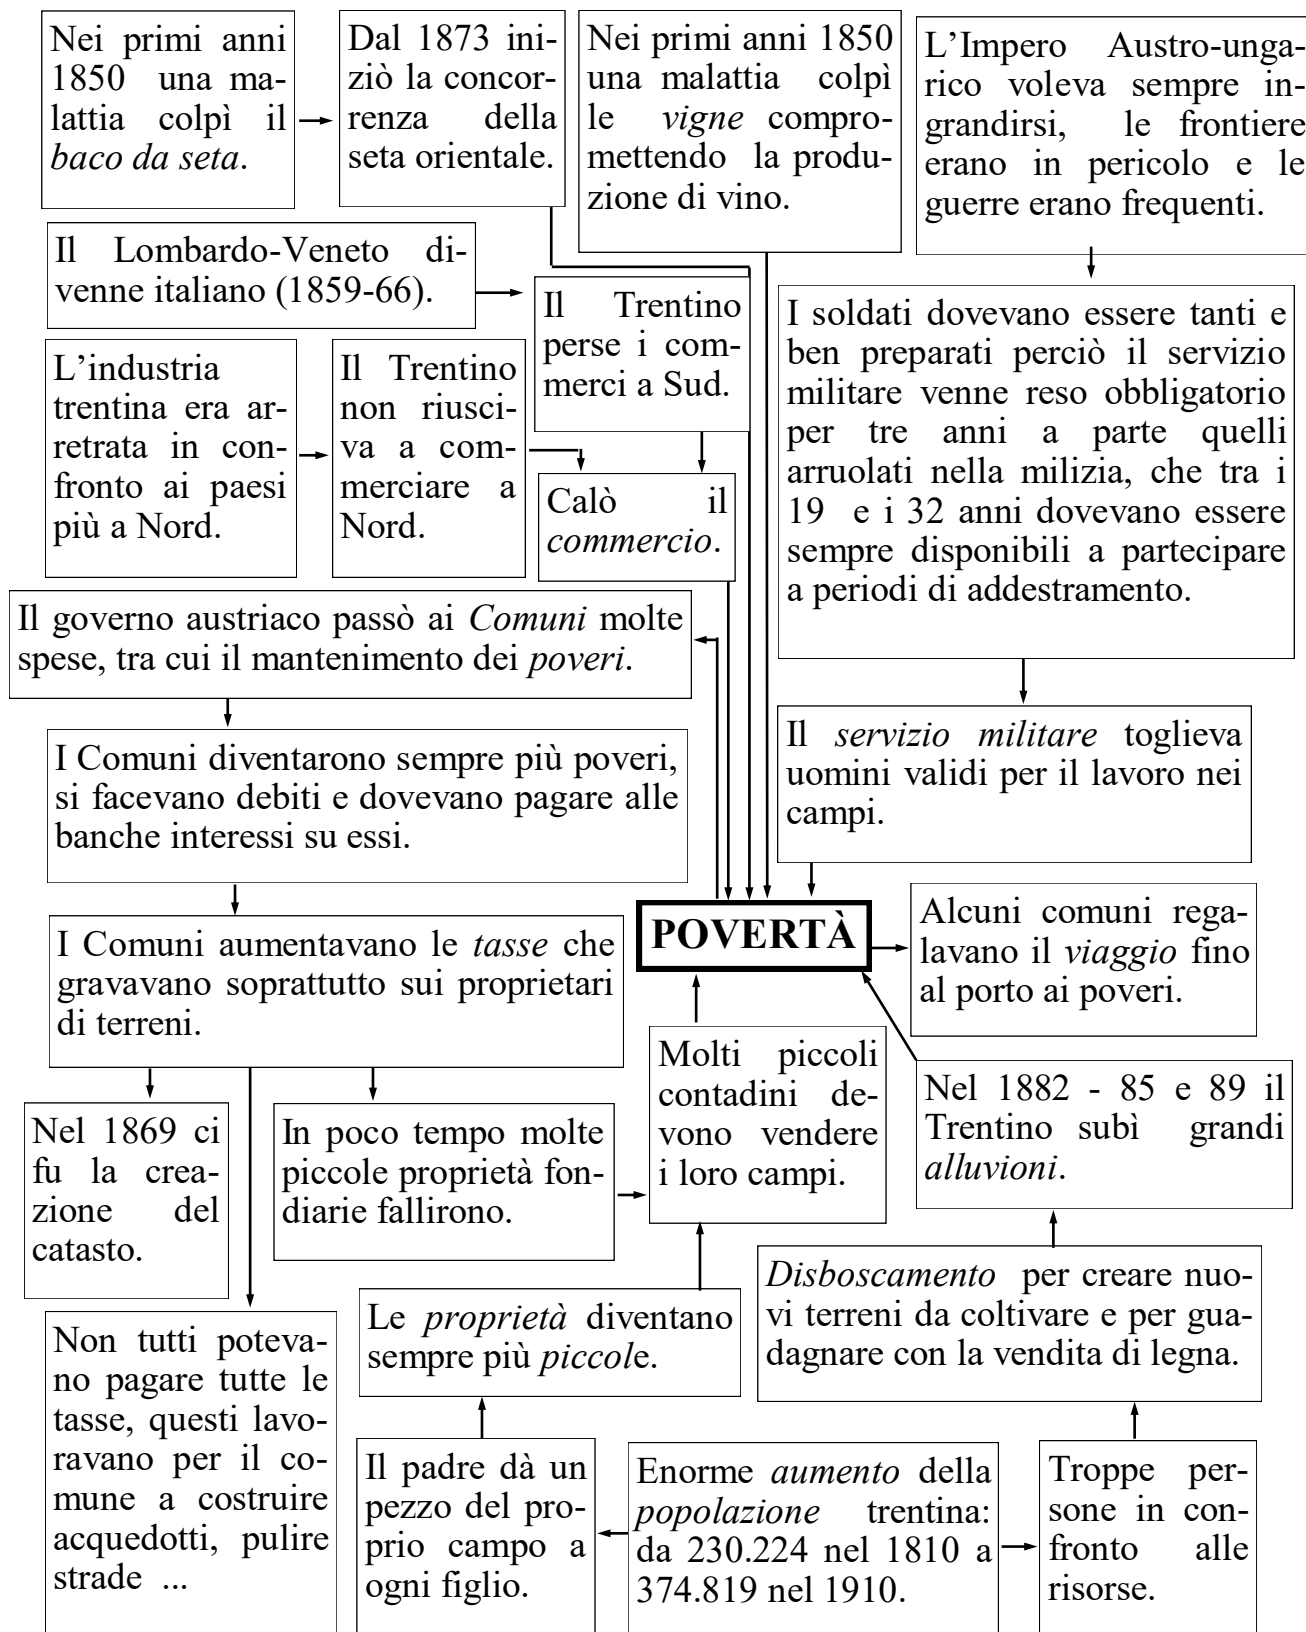 Nei primi anni
1850 una ma-
lattia colpì il
baco da seta.
Dal 1873 ini-
ziò la concor-
renza della
seta orientale.
Nei primi anni 1850
una malattia colpì
le vigne compro-
mettendo la produ-
zione di vino.
L’Impero Austro-unga-
rico voleva sempre in-
grandirsi, le frontiere
erano in pericolo e le
guerre erano frequenti.
Il Lombardo-Veneto di-
venne italiano (1859-66).
Il Trentino
perse i com-
merci a Sud.
I soldati dovevano essere tanti e
ben preparati perciò il servizio
militare venne reso obbligatorio
per tre anni a parte quelli
arruolati nella milizia, che tra i
19 e i 32 anni dovevano essere
sempre disponibili a partecipare
a periodi di addestramento.
L’industria
trentina era ar-
retrata in con-
fronto ai paesi
più a Nord.
Il Trentino
non riusci-
va a com-
merciare a
Nord.
Calò il
commercio.
Il governo austriaco passò ai Comuni molte
spese, tra cui il mantenimento dei poveri.
I Comuni diventarono sempre più poveri,
si facevano debiti e dovevano pagare alle
banche interessi su essi.
Il servizio militare toglieva
uomini validi per il lavoro nei
campi.
I Comuni aumentavano le tasse che
gravavano soprattutto sui proprietari
di terreni.
POVERTÀ
Alcuni comuni rega-
lavano il viaggio fino
al porto ai poveri.
Nel 1869 ci
fu la crea-
zione del
catasto.
In poco tempo molte
piccole proprietà fon-
diarie fallirono.
Molti piccoli
contadini de-
vono vendere
i loro campi.
Nel 1882 - 85 e 89 il
Trentino subì grandi
alluvioni.
Non tutti poteva-
no pagare tutte le
tasse, questi lavo-
ravano per il co-
mune a costruire
acquedotti, pulire
strade ...
Le proprietà diventano
sempre più piccole.
Disboscamento per creare nuo-
vi terreni da coltivare e per gua-
dagnare con la vendita di legna.
Il padre dà un
pezzo del pro-
prio campo a
ogni figlio.
Enorme aumento della
popolazione trentina:
da 230.224 nel 1810 a
374.819 nel 1910.
Troppe per-
sone in con-
fronto alle
risorse.